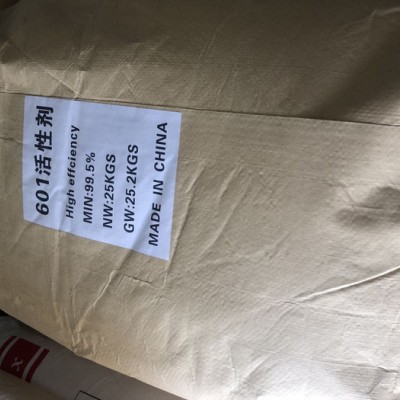 601活性剂
High effciency
MIN:99.5%
NW:25KGS
GW:25.2KGS
MADE IN CHINA